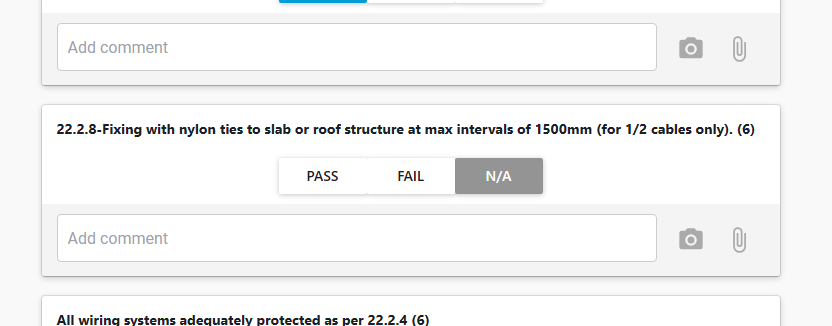 Add comment
22.2.8-Fixing with nylon ties to slab or roof structure at max intervals of 1500mm (for 1/2 cables only). (6)
PASS FAIL N/A
Add comment
All wiring systems adequately protected as per 22.2.4 (6)